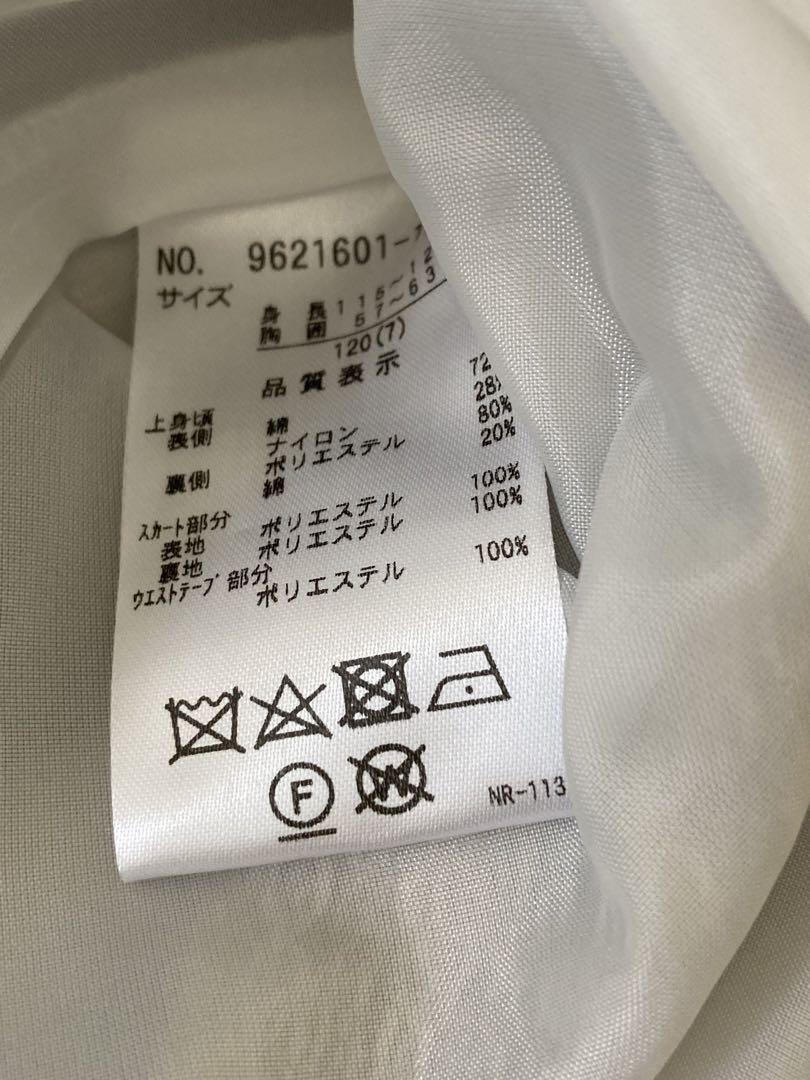 NO. 9621601-
サイズ
身長 115~12
胸囲 57~63
120(7)
品質表示
上身頃
表側 綿 72
ナイロン 28%
裏側 ポリエステル 80%
綿 20%
スカート部分
表地 ポリエステル 100%
裏地 ポリエステル 100%
ウエストテープ部分
ポリエステル 100%
F
W
NR-113